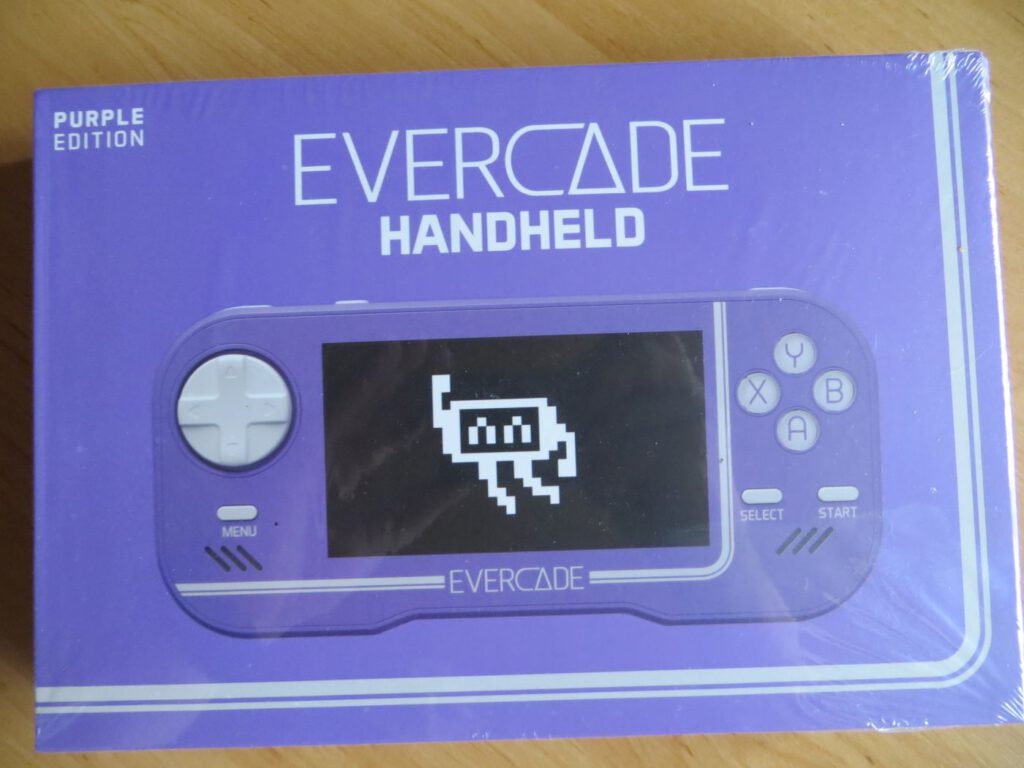 PURPLE
EDITION
EVERCADE
HANDHELD
Y
X B
A
MENU
SELECT START
EVERCADE